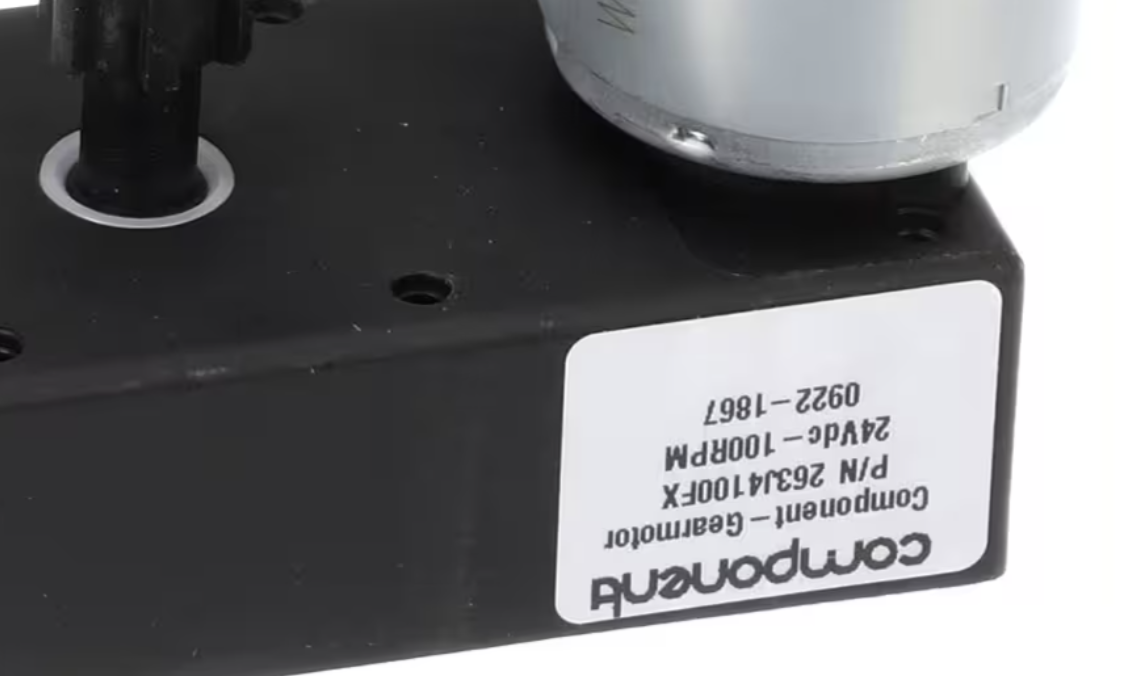 component
Component – Gearmotor
P/N 263J4100FX
24Vdc – 100RPM
0922 – 1867